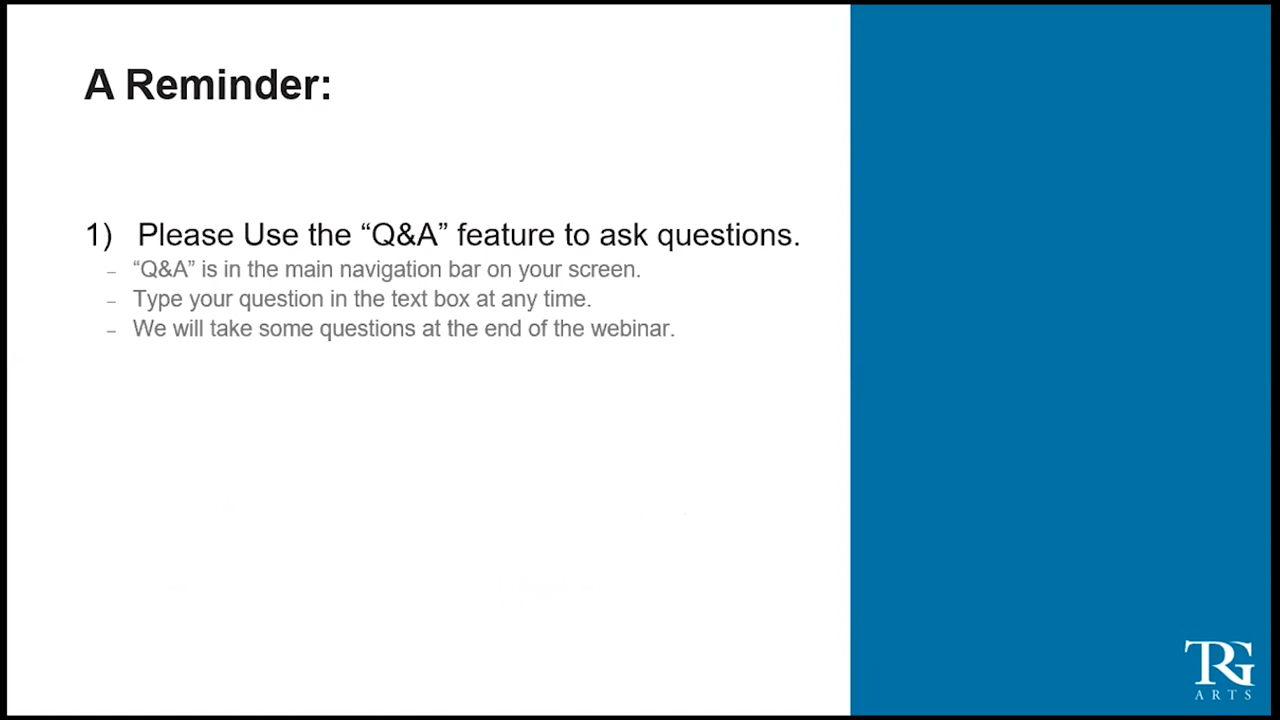 A Reminder:
1) Please Use the “Q&A” feature to ask questions.
– “Q&A” is in the main navigation bar on your screen.
– Type your question in the text box at any time.
– We will take some questions at the end of the webinar.
TRG
ARTS